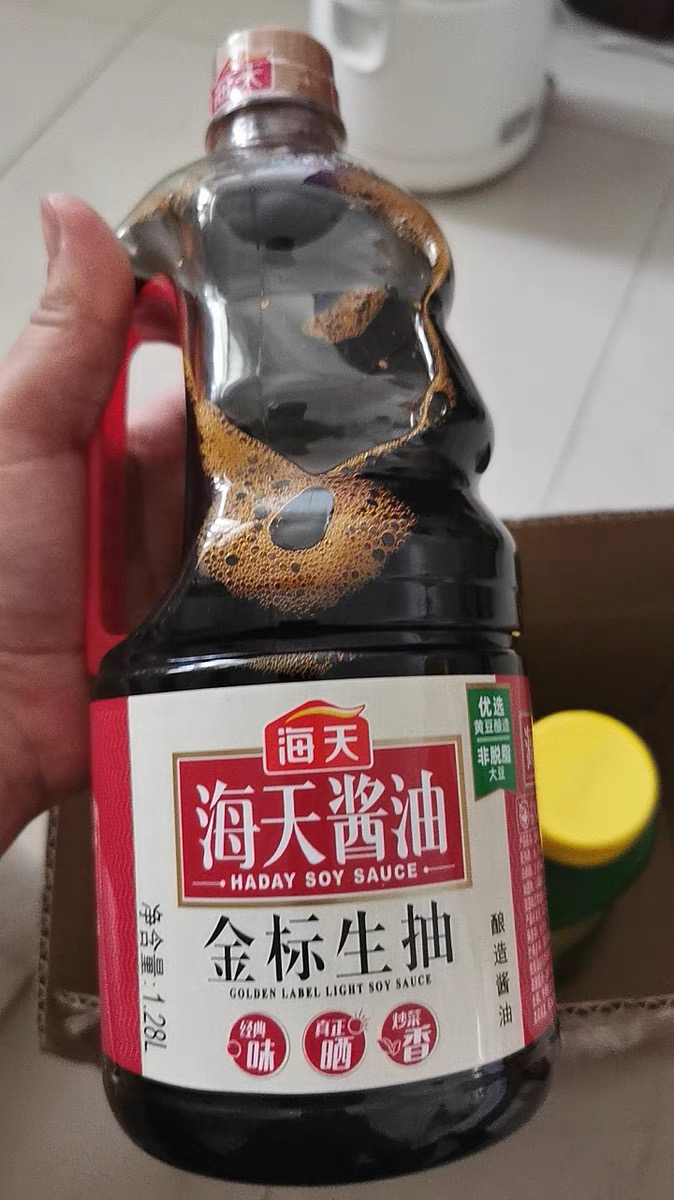 海天
海天酱油
HADAY SOY SAUCE
金标生抽
GOLDEN LABEL LIGHT SOY SAUCE
经典
味
真正
晒
炒菜
香
净含量:1.28L
优选
黄豆酿造
非脱脂
大豆
酿造酱油